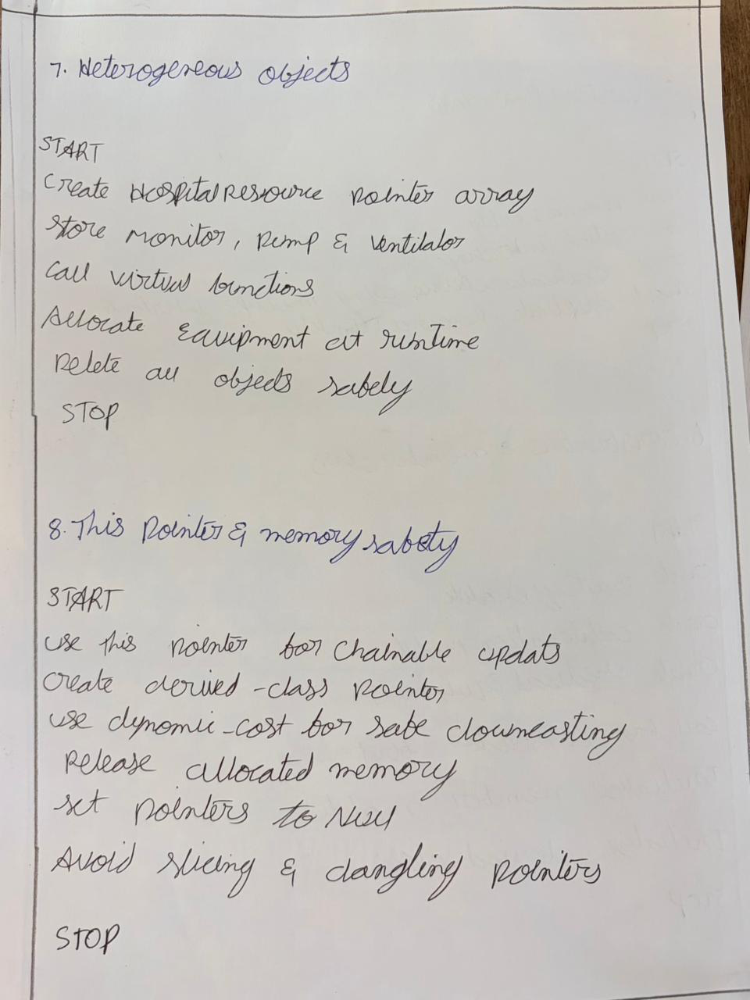 7. Heterogeneous objects
START
Create HospitalResource pointer array
Store monitor, Pump & Ventilator
Call virtual functions
Allocate Equipment at runtime
Delete all objects safely
STOP
8. This Pointer & memory safety
START
use this pointer for Chainable updats
create derived-class pointer
use dynamic-cast for safe downcasting
Release allocated memory
set pointers to Null
Avoid slicing & dangling pointers
STOP